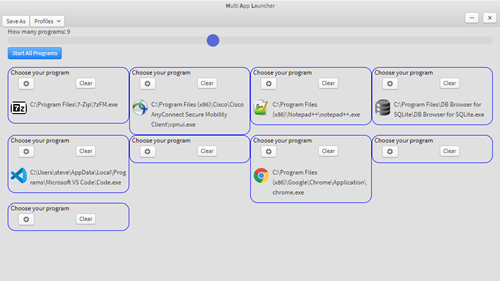 Multi App Launcher
Save As
Profiles
How many programs: 9
Start All Programs
Choose your program
Clear
7z
C:\Program Files\7-Zip\7zFM.exe
Choose your program
Clear
C:\Program Files (x86)\Cisco\Cisco
AnyConnect Secure Mobility
Client\vpnui.exe
Choose your program
Clear
C:\Program Files
(x86)\Notepad++\notepad++.exe
Choose your program
Clear
C:\Program Files\DB Browser for
SQLite\DB Browser for SQLite.exe
Choose your program
Clear
C:\Users\steve\AppData\Local\Prog
rams\Microsoft VS Code\Code.exe
Choose your program
Clear
Choose your program
Clear
C:\Program Files
(x86)\Google\Chrome\Application\
chrome.exe
Choose your program
Clear
Choose your program
Clear